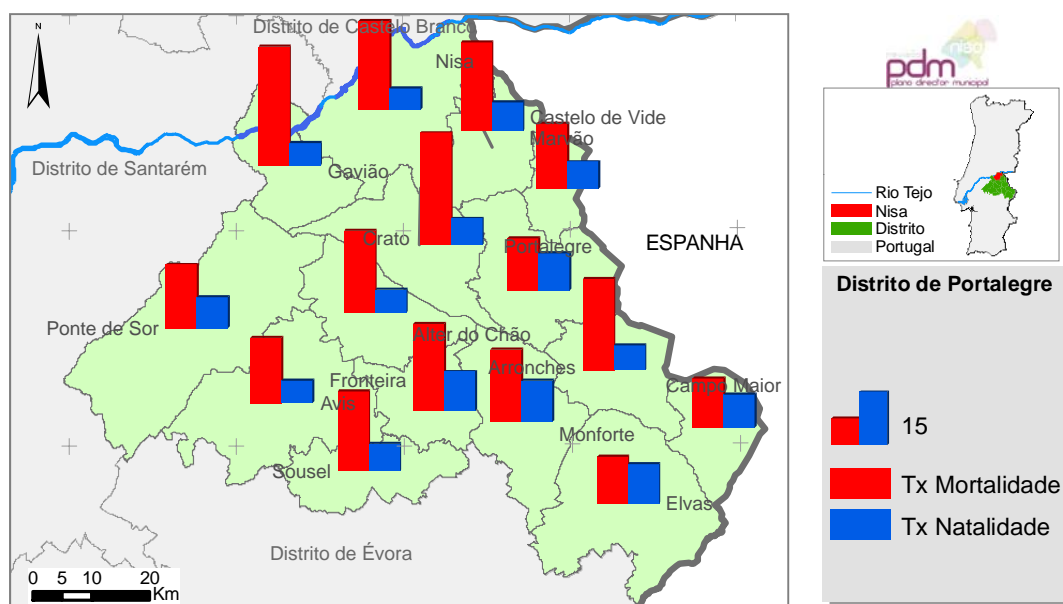 N
Distrito de Castelo Branco
Nisa
Castelo de Vide
Marvão
Distrito de Santarém
Gavião
Crato
Portalegre
ESPANHA
Ponte de Sor
Alter do Chão
Arronches
Fronteira
Campo Maior
Avis
Monforte
Sousel
Elvas
Distrito de Évora
0 5 10 20
Km
nisa
pdm
plano director municipal
Rio Tejo
Nisa
Distrito
Portugal
Distrito de Portalegre
15
Tx Mortalidade
Tx Natalidade